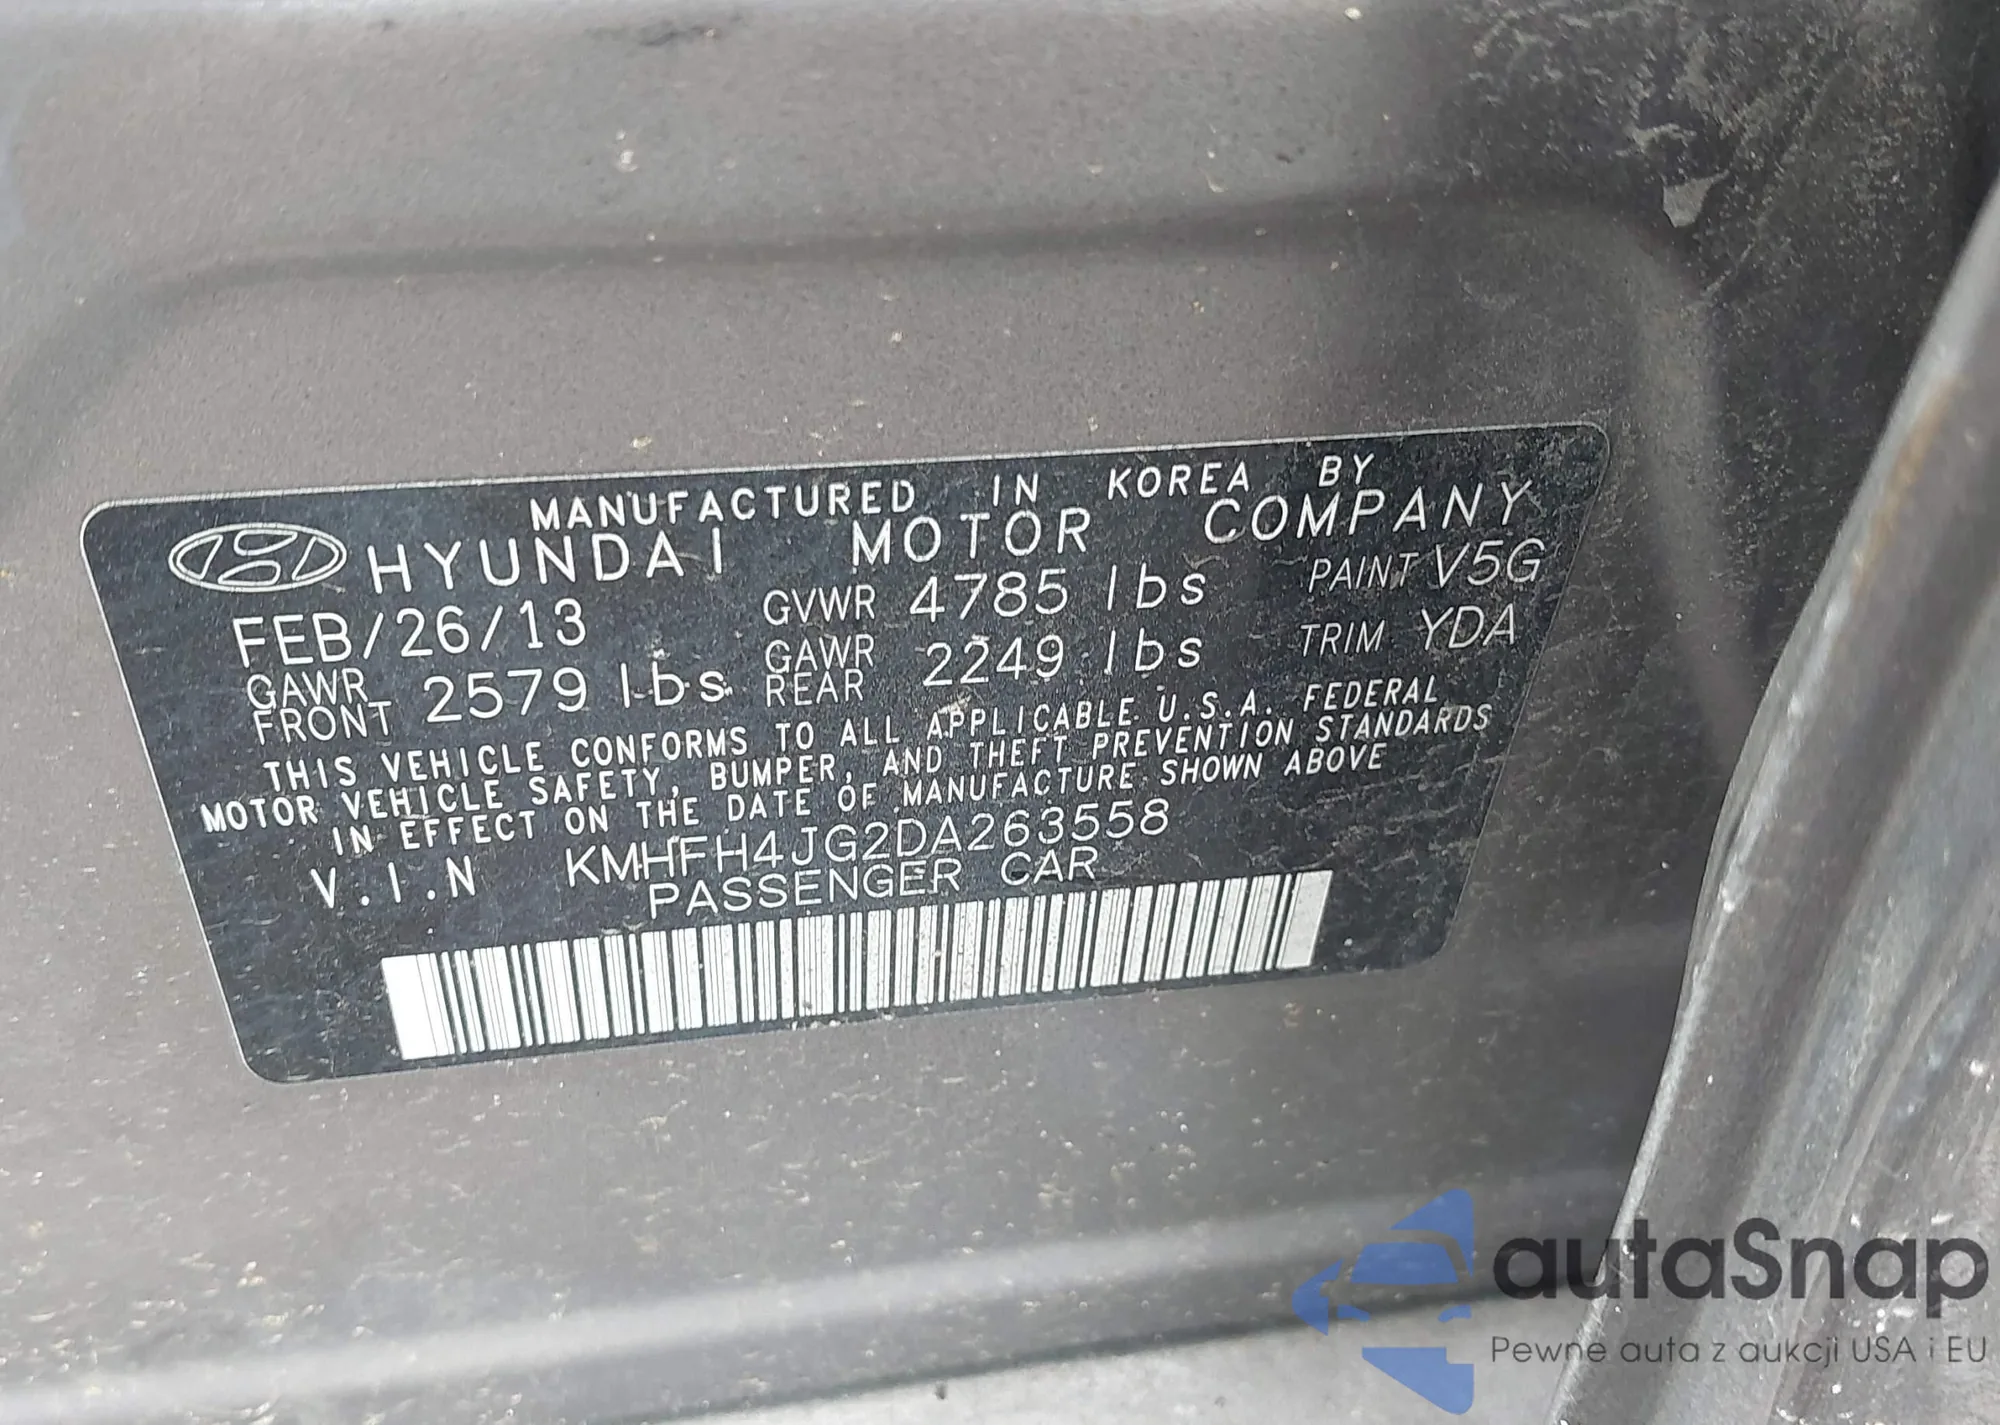 MANUFACTURED IN KOREA BY
HYUNDAI MOTOR COMPANY
FEB/26/13 GVWR 4785 lbs PAINT V5G
GAWR FRONT 2579 lbs GAWR REAR 2249 lbs TRIM YDA
THIS VEHICLE CONFORMS TO ALL APPLICABLE U.S.A. FEDERAL
MOTOR VEHICLE SAFETY, BUMPER, AND THEFT PREVENTION STANDARDS
IN EFFECT ON THE DATE OF MANUFACTURE SHOWN ABOVE
V.I.N KMHFH4JG2DA263558
PASSENGER CAR
autaSnap
Pewne auta z aukcji USA i EU